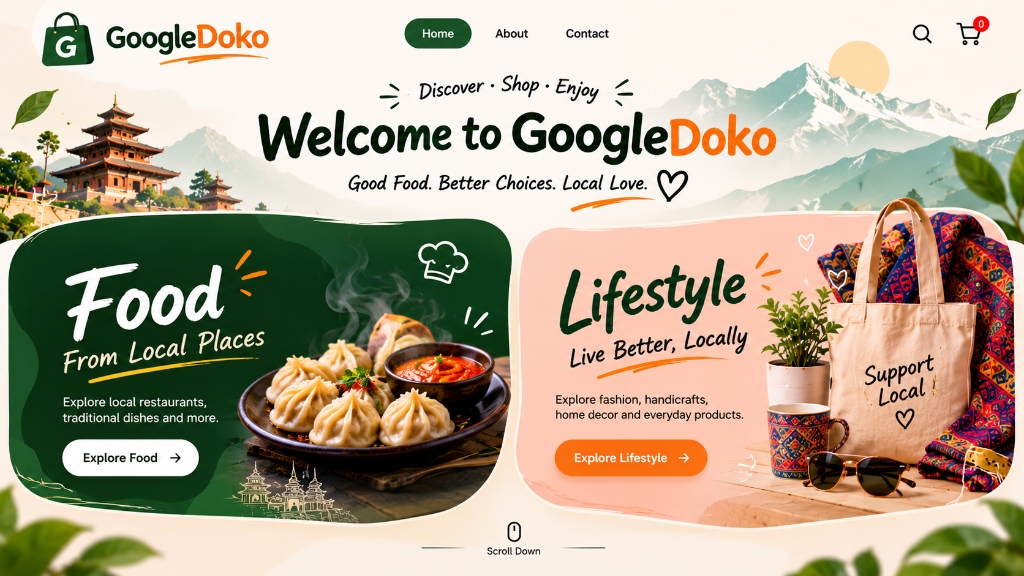 G
GoogleDoko
Home
About
Contact
0
Discover • Shop • Enjoy
Welcome to GoogleDoko
Good Food. Better Choices. Local Love.
Food
From Local Places
Explore local restaurants,
traditional dishes and more.
Explore Food →
Lifestyle
Live Better, Locally
Explore fashion, handicrafts,
home decor and everyday products.
Explore Lifestyle →
Support
Local
Scroll Down